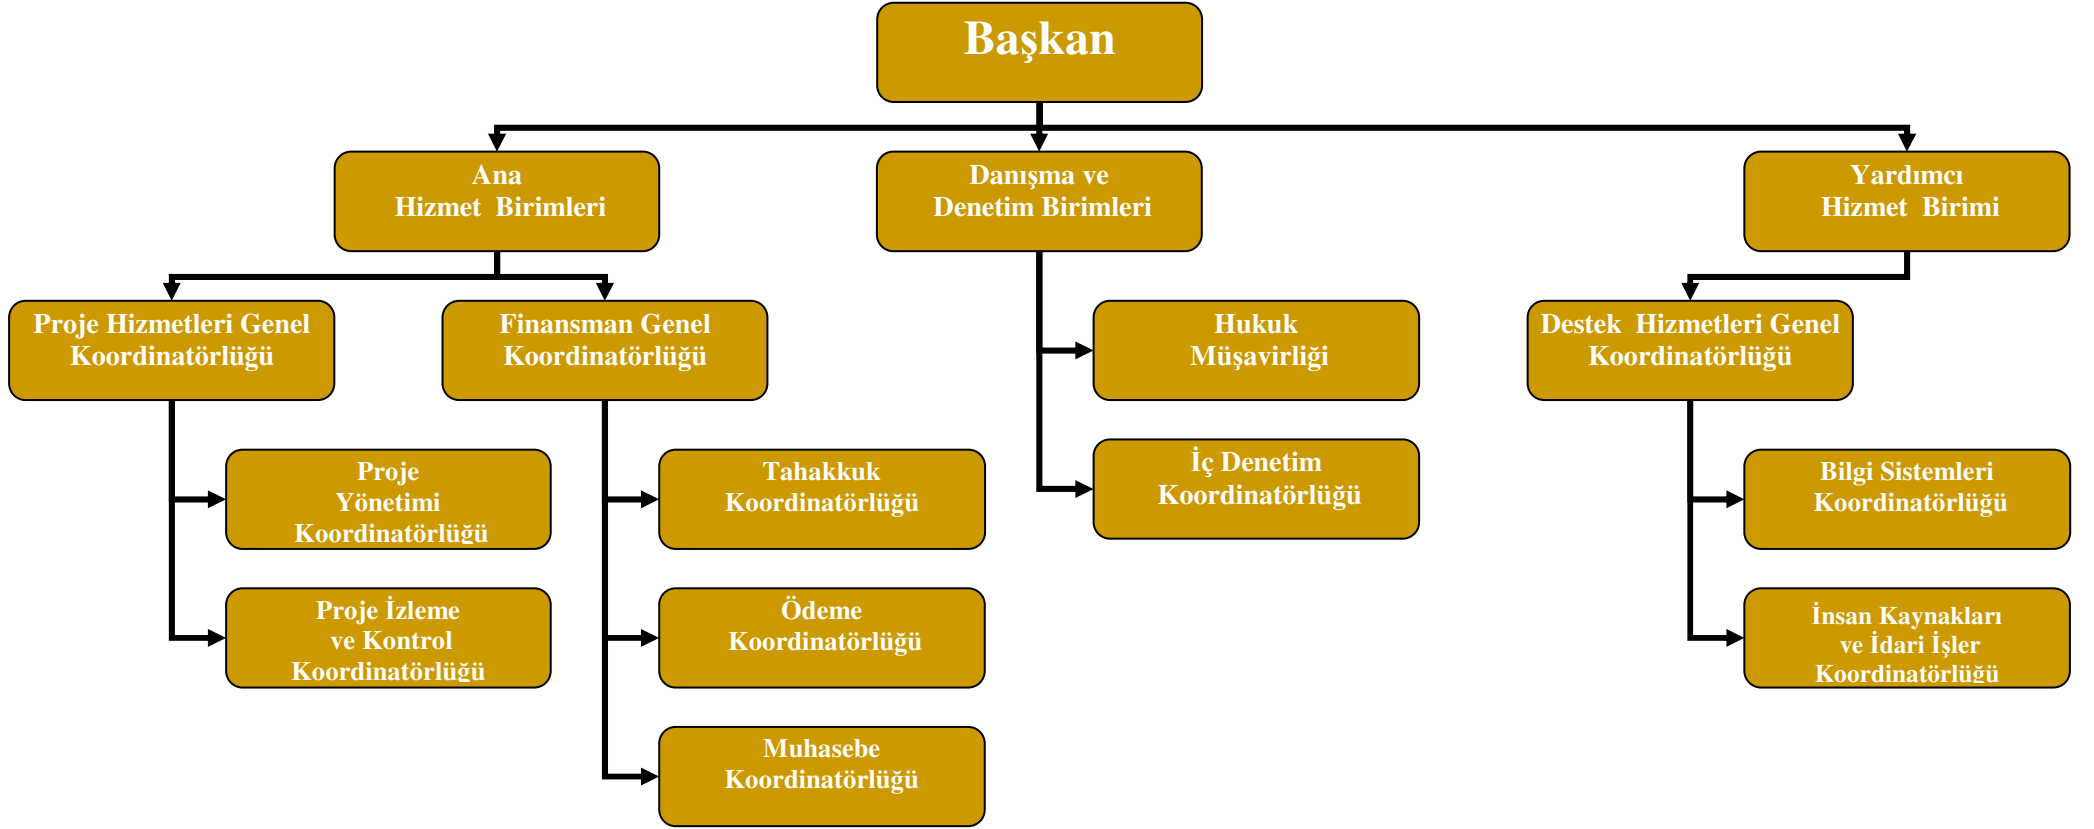 Başkan
Ana
Hizmet Birimleri
Danışma ve
Denetim Birimleri
Yardımcı
Hizmet Birimi
Proje Hizmetleri Genel
Koordinatörlüğü
Finansman Genel
Koordinatörlüğü
Hukuk
Müşavirliği
Destek Hizmetleri Genel
Koordinatörlüğü
Proje
Yönetimi
Koordinatörlüğü
Tahakkuk
Koordinatörlüğü
İç Denetim
Koordinatörlüğü
Bilgi Sistemleri
Koordinatörlüğü
Proje İzleme
ve Kontrol
Koordinatörlüğü
Ödeme
Koordinatörlüğü
İnsan Kaynakları
ve İdari İşler
Koordinatörlüğü
Muhasebe
Koordinatörlüğü